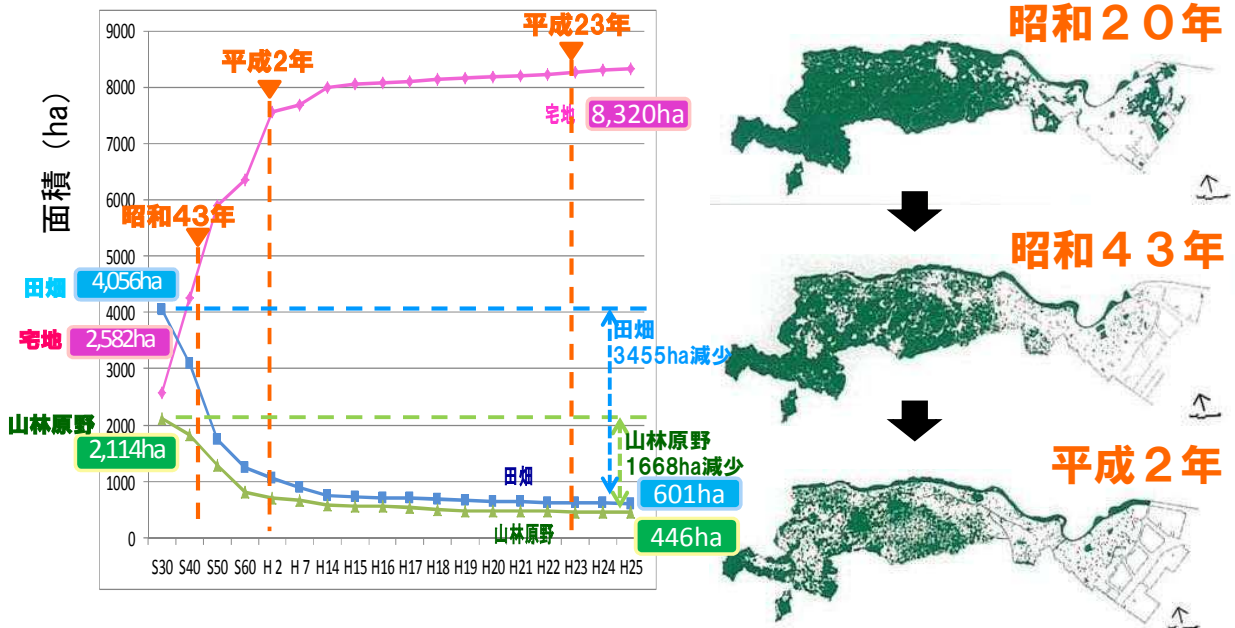 面積（ha）
9000
8000
7000
6000
5000
4000
3000
2000
1000
0
S30 S40 S50 S60 H2 H7 H14 H15 H16 H17 H18 H19 H20 H21 H22 H23 H24 H25
昭和43年
平成2年
平成23年
宅地 8,320ha
田畑 4,056ha
宅地 2,582ha
山林原野
2,114ha
田畑
3455ha減少
山林原野
1668ha減少
田畑
601ha
山林原野
446ha
昭和２０年
昭和４３年
平成２年